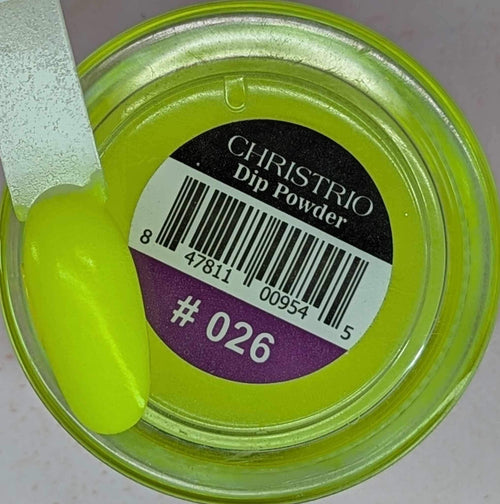 CHRISTRIO
Dip Powder
8 47811 00954 5
# 026